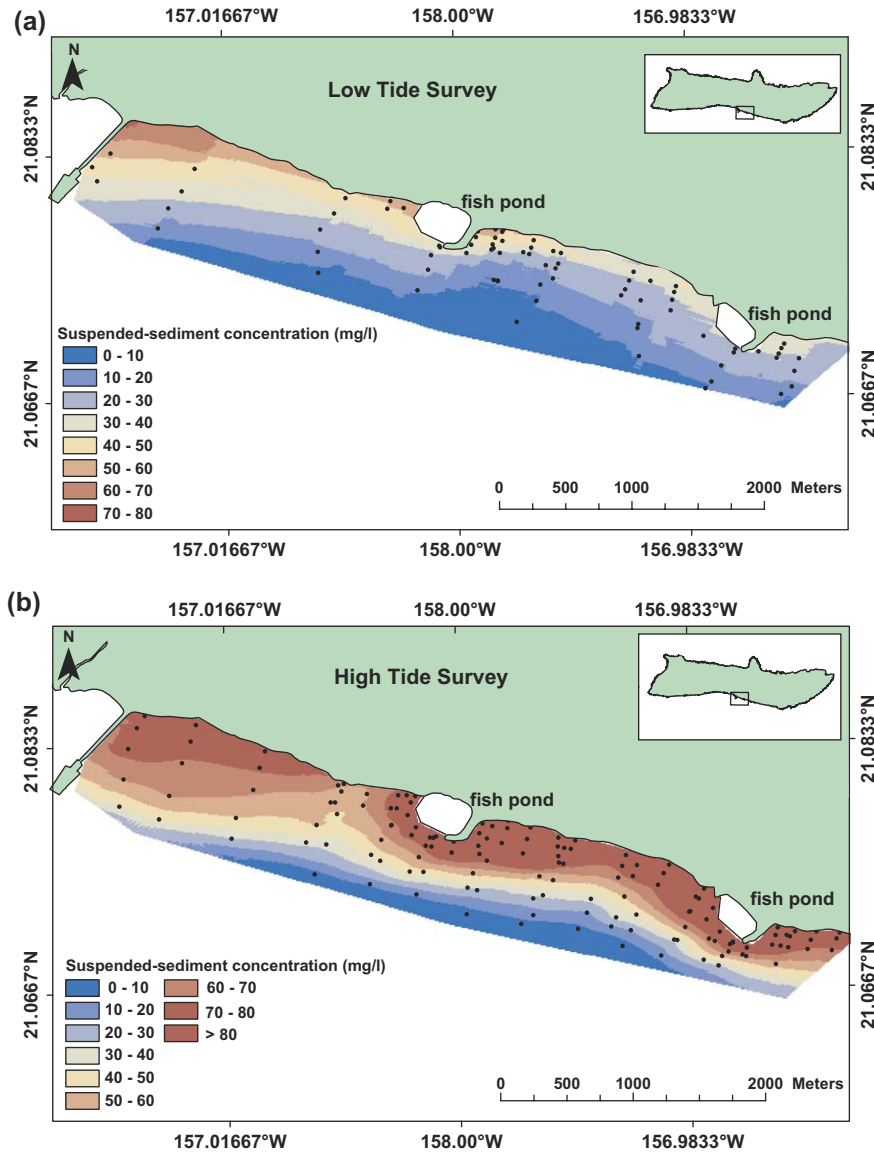 (a)
157.01667°W 158.00°W 156.9833°W
N
Low Tide Survey
21.0833°N 21.0833°N
fish pond
fish pond
Suspended-sediment concentration (mg/l)
0 - 10
10 - 20
20 - 30
30 - 40
40 - 50
50 - 60
60 - 70
70 - 80
21.0667°N 21.0667°N
0 500 1000 2000 Meters
157.01667°W 158.00°W 156.9833°W
(b)
157.01667°W 158.00°W 156.9833°W
N
High Tide Survey
21.0833°N 21.0833°N
fish pond
fish pond
Suspended-sediment concentration (mg/l)
0 - 10 60 - 70
10 - 20 70 - 80
20 - 30 > 80
30 - 40
40 - 50
50 - 60
21.0667°N 21.0667°N
0 500 1000 2000 Meters
157.01667°W 158.00°W 156.9833°W